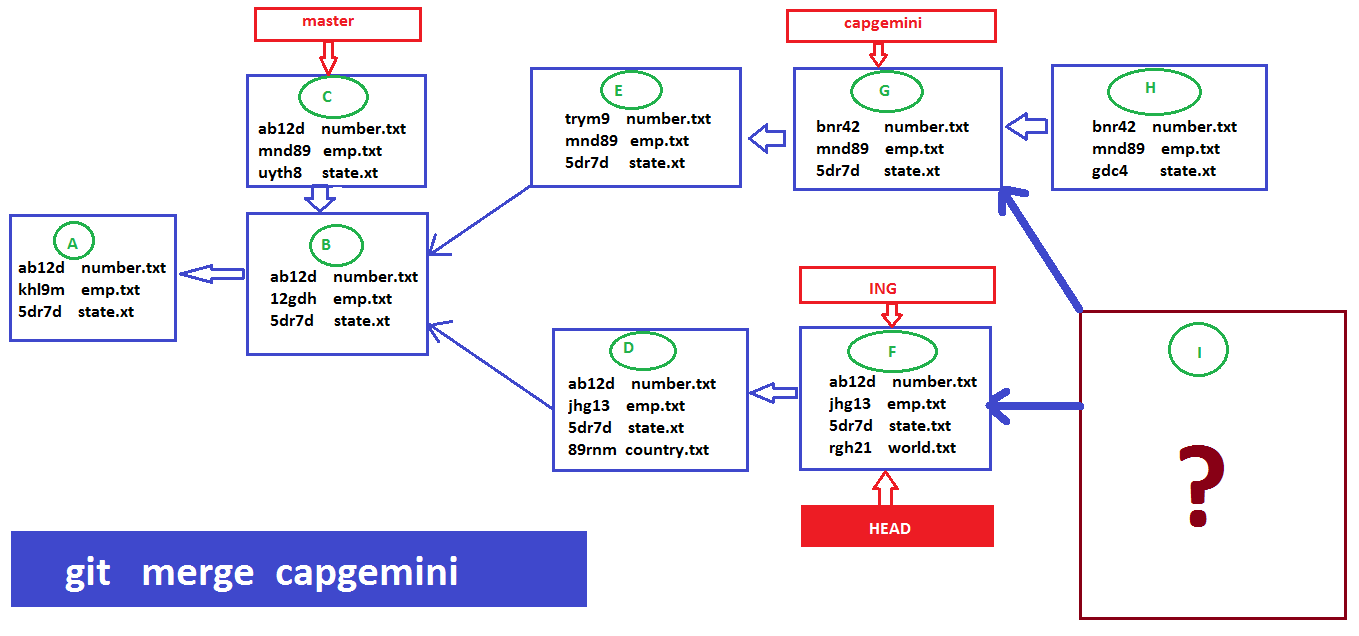 master
capgemini
C
ab12d number.txt
mnd89 emp.txt
uyth8 state.xt
E
trym9 number.txt
mnd89 emp.txt
5dr7d state.xt
G
bnr42 number.txt
mnd89 emp.txt
5dr7d state.xt
H
bnr42 number.txt
mnd89 emp.txt
gdc4 state.xt
A
ab12d number.txt
khl9m emp.txt
5dr7d state.xt
B
ab12d number.txt
12gdh emp.txt
5dr7d state.xt
ING
D
ab12d number.txt
jhg13 emp.txt
5dr7d state.xt
89rnm country.txt
F
ab12d number.txt
jhg13 emp.txt
5dr7d state.txt
rgh21 world.txt
I
?
HEAD
git merge capgemini